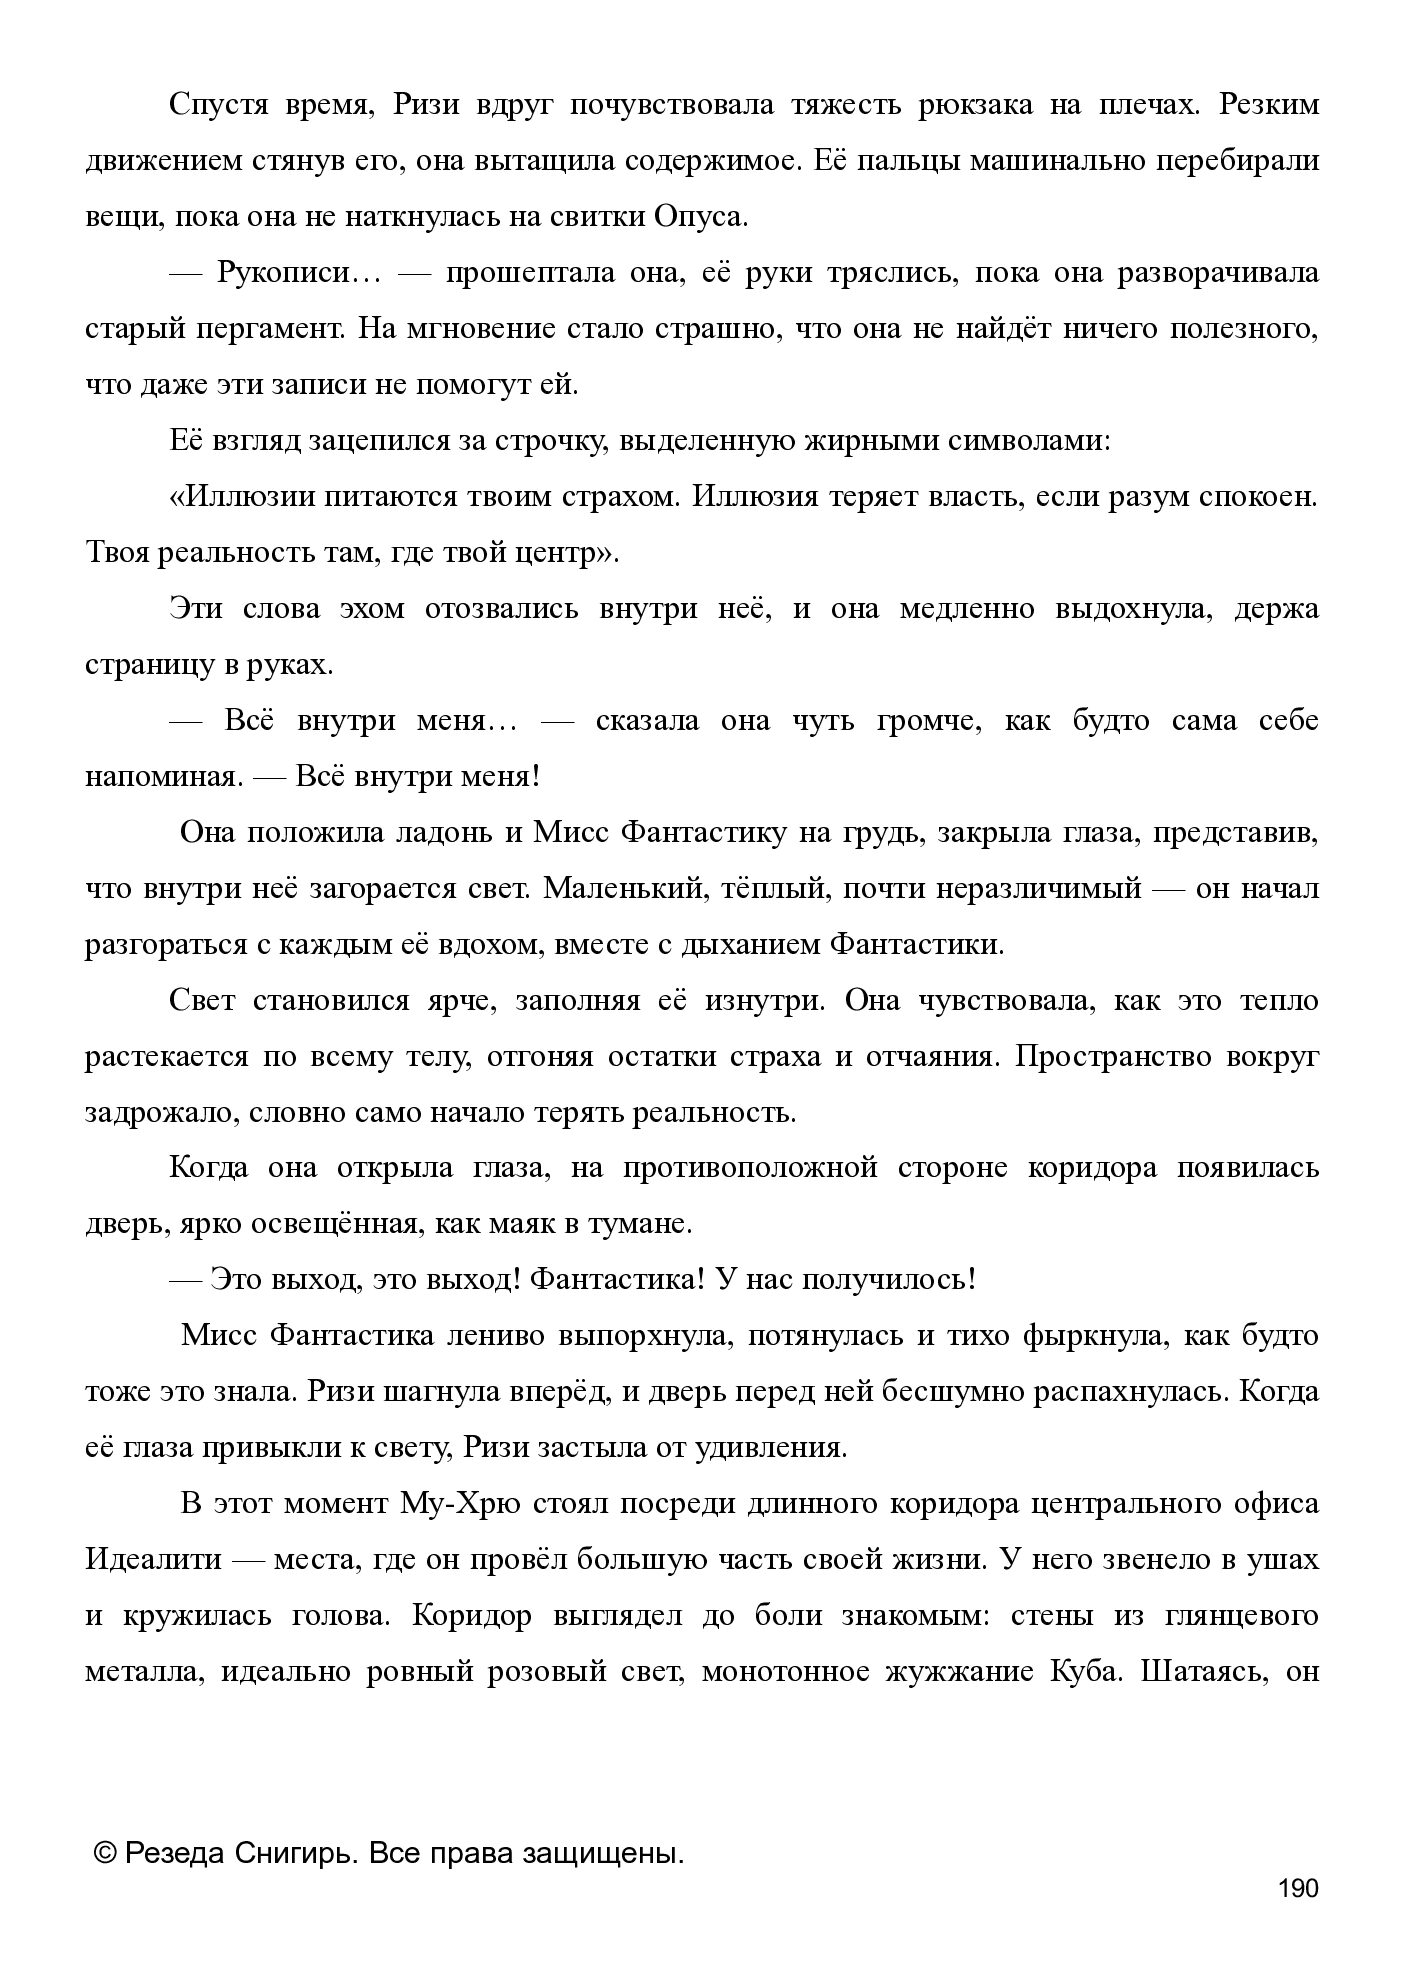 Спустя время, Ризи вдруг почувствовала тяжесть рюкзака на плечах. Резким
движением стянув его, она вытащила содержимое. Её пальцы машинально перебирали
вещи, пока она не наткнулась на свитки Опуса.
— Рукописи… — прошептала она, её руки тряслись, пока она разворачивала
старый пергамент. На мгновение стало страшно, что она не найдёт ничего полезного,
что даже эти записи не помогут ей.
Её взгляд зацепился за строчку, выделенную жирными символами:
«Иллюзии питаются твоим страхом. Иллюзия теряет власть, если разум спокоен.
Твоя реальность там, где твой центр».
Эти слова эхом отозвались внутри неё, и она медленно выдохнула, держа
страницу в руках.
— Всё внутри меня… — сказала она чуть громче, как будто сама себе
напоминая. — Всё внутри меня!
Она положила ладонь и Мисс Фантастику на грудь, закрыла глаза, представив,
что внутри неё загорается свет. Маленький, тёплый, почти неразличимый — он начал
разгораться с каждым её вдохом, вместе с дыханием Фантастики.
Свет становился ярче, заполняя её изнутри. Она чувствовала, как это тепло
растекается по всему телу, отгоняя остатки страха и отчаяния. Пространство вокруг
задрожало, словно само начало терять реальность.
Когда она открыла глаза, на противоположной стороне коридора появилась
дверь, ярко освещённая, как маяк в тумане.
— Это выход, это выход! Фантастика! У нас получилось!
Мисс Фантастика лениво выпорхнула, потянулась и тихо фыркнула, как будто
тоже это знала. Ризи шагнула вперёд, и дверь перед ней бесшумно распахнулась. Когда
её глаза привыкли к свету, Ризи застыла от удивления.
В этот момент Му-Хрю стоял посреди длинного коридора центрального офиса
Идеалити — места, где он провёл большую часть своей жизни. У него звенело в ушах
и кружилась голова. Коридор выглядел до боли знакомым: стены из глянцевого
металла, идеально ровный розовый свет, монотонное жужжание Куба. Шатаясь, он
© Резеда Снигирь. Все права защищены.
190